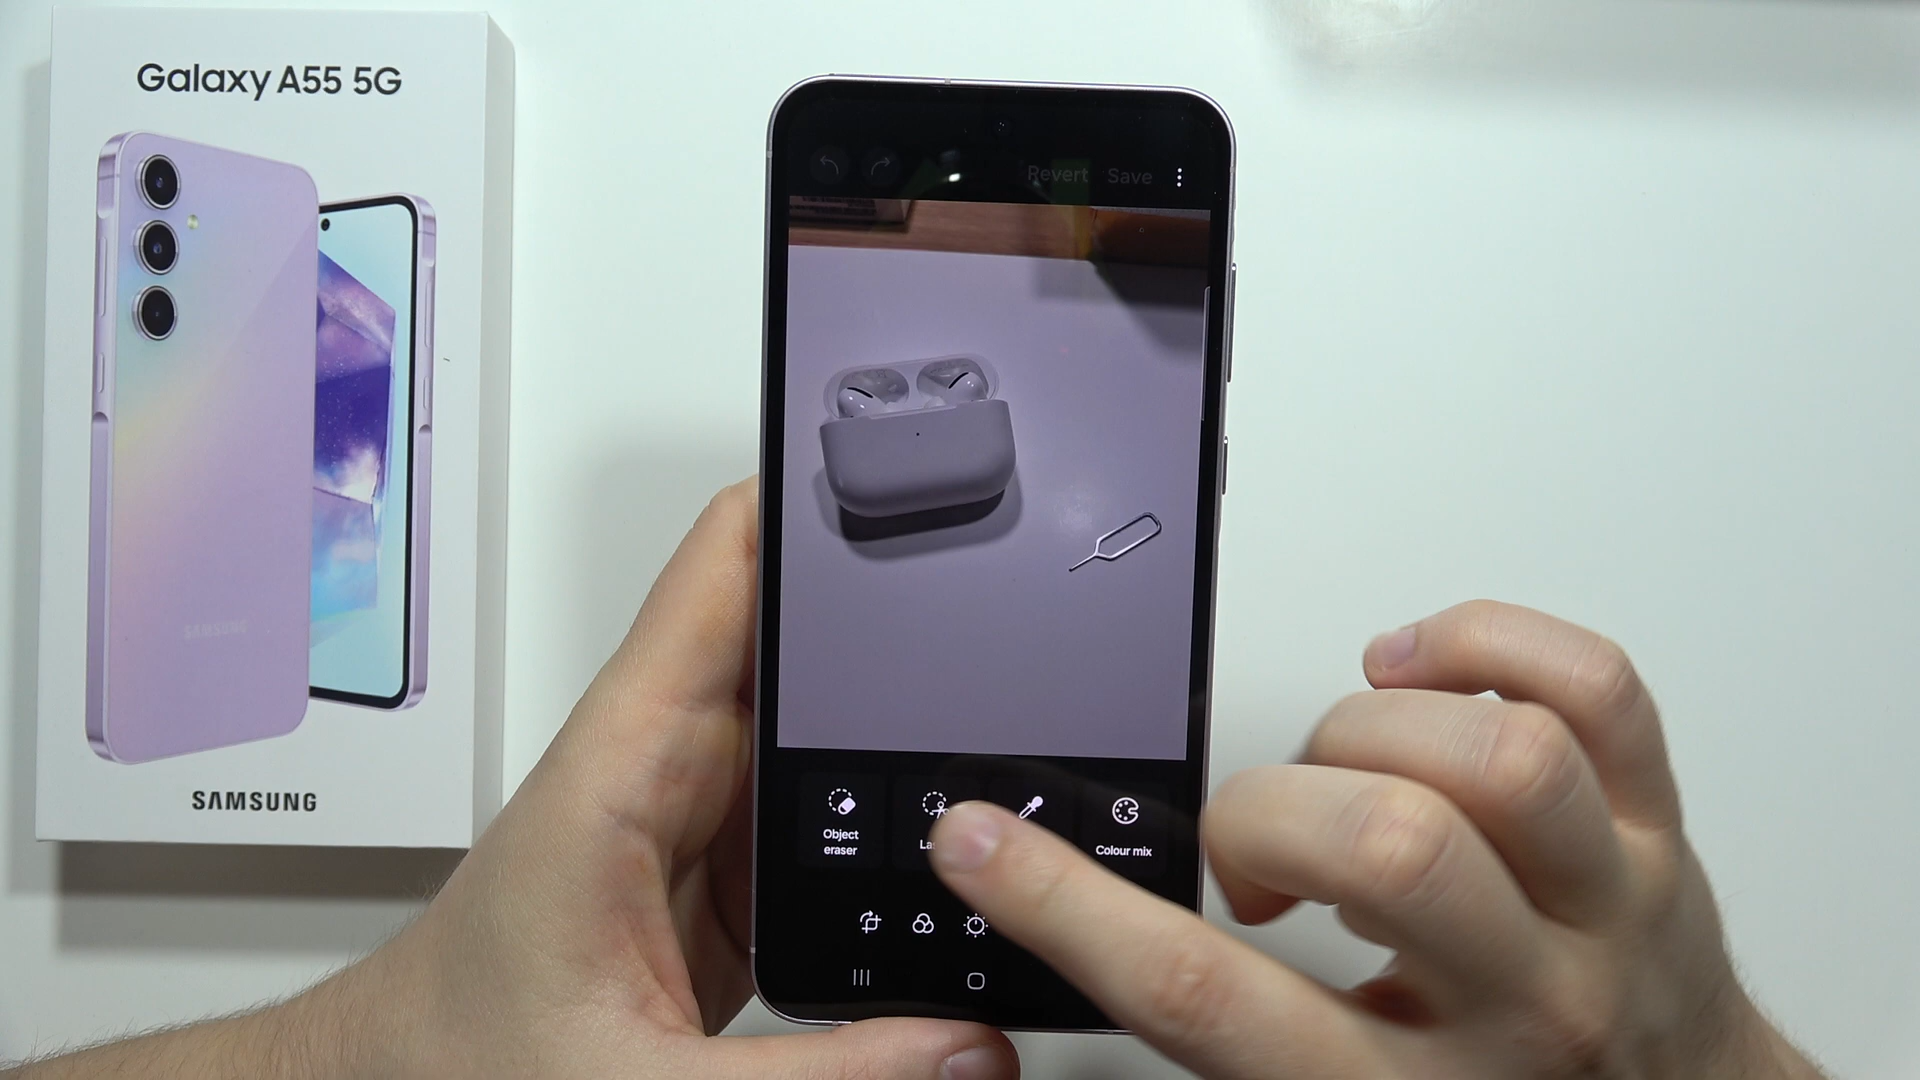 Galaxy A55 5G
SAMSUNG
SAMSUNG
Revert Save
Object
eraser
Colour mix